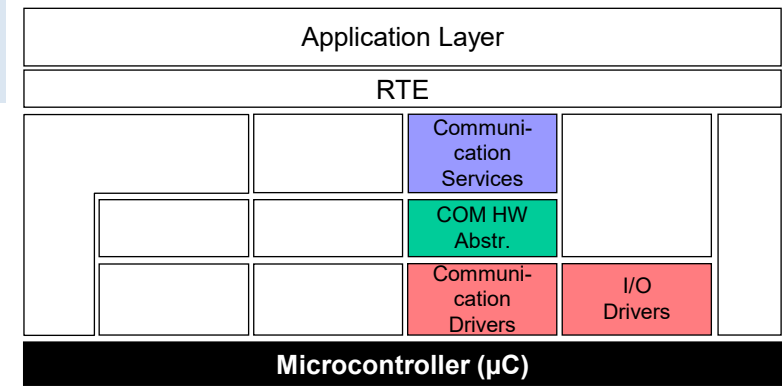 Application Layer
RTE
Communi-
cation
Services
COM HW
Abstr.
Communi-
cation
Drivers
I/O
Drivers
Microcontroller (µC)